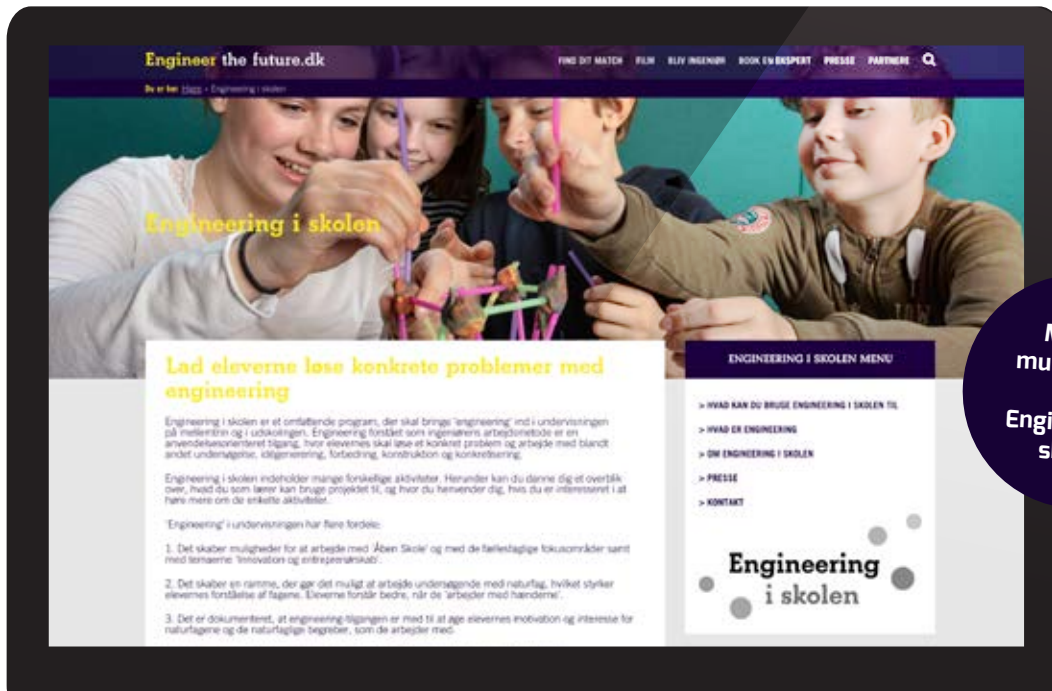 Engineer the future.dk
FIND DIT MATCH FILM BLIV INGENIØR BOOK EN EKSPERT PRESSE PARTNERE
Du er her: Hjem › Engineering i skolen
Engineering i skolen
Lad eleverne løse konkrete problemer med
engineering
Engineering i skolen er et omfattende program, der skal bringe 'engineering' ind i undervisningen
på mellemtrin og i udskolingen. Engineering forstået som ingeniørens arbejdsmetode er en
anvendelsesorienteret tilgang, hvor eleverne skal løse et konkret problem og arbejde med blandt
andet undersøgelse, idégenerering, forbedring, konstruktion og konkretisering.
Engineering i skolen indeholder mange forskellige aktiviteter. Herunder kan du danne dig et overblik
over, hvad du som lærer kan bruge projektet til, og hvor du henvender dig, hvis du er interesseret i at
høre mere om de enkelte aktiviteter.
'Engineering' i undervisningen har flere fordele:
1. Det skaber muligheder for at arbejde med 'Åben Skole' og med de fællesfaglige fokusområder samt
med temaerne 'Innovation og entreprenørskab'.
2. Det skaber en ramme, der gør det muligt at arbejde undersøgende med naturfag, hvilket styrker
elevernes forståelse af fagene. Eleverne forstår bedre, når de 'arbejder med hænderne'.
3. Det er dokumenteret, at engineering-tilgangen er med til at øge elevernes motivation og interesse for
naturfagene og de naturfaglige begreber, som de arbejder med.
ENGINEERING I SKOLEN MENU
> HVAD KAN DU BRUGE ENGINEERING I SKOLEN TIL
> HVAD ER ENGINEERING
> OM ENGINEERING I SKOLEN
> PRESSE
> KONTAKT
Engineering
i skolen